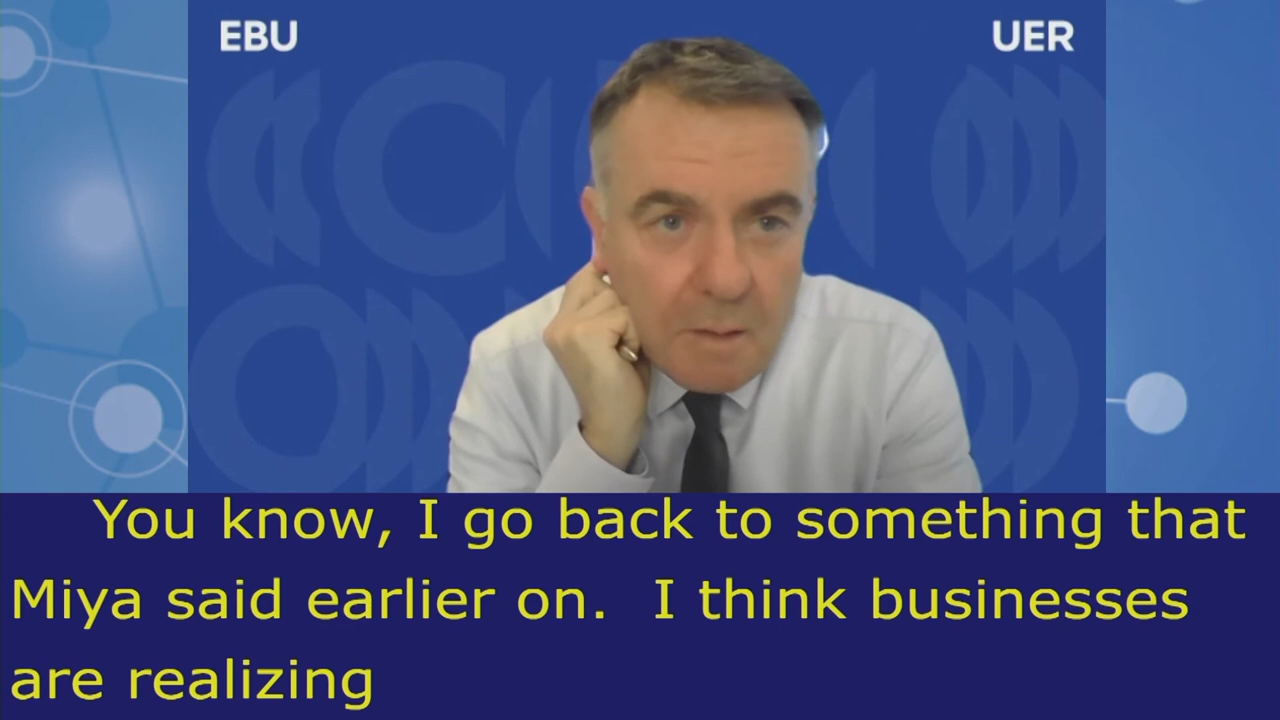 EBU
UER
You know, I go back to something that
Miya said earlier on.  I think businesses
are realizing